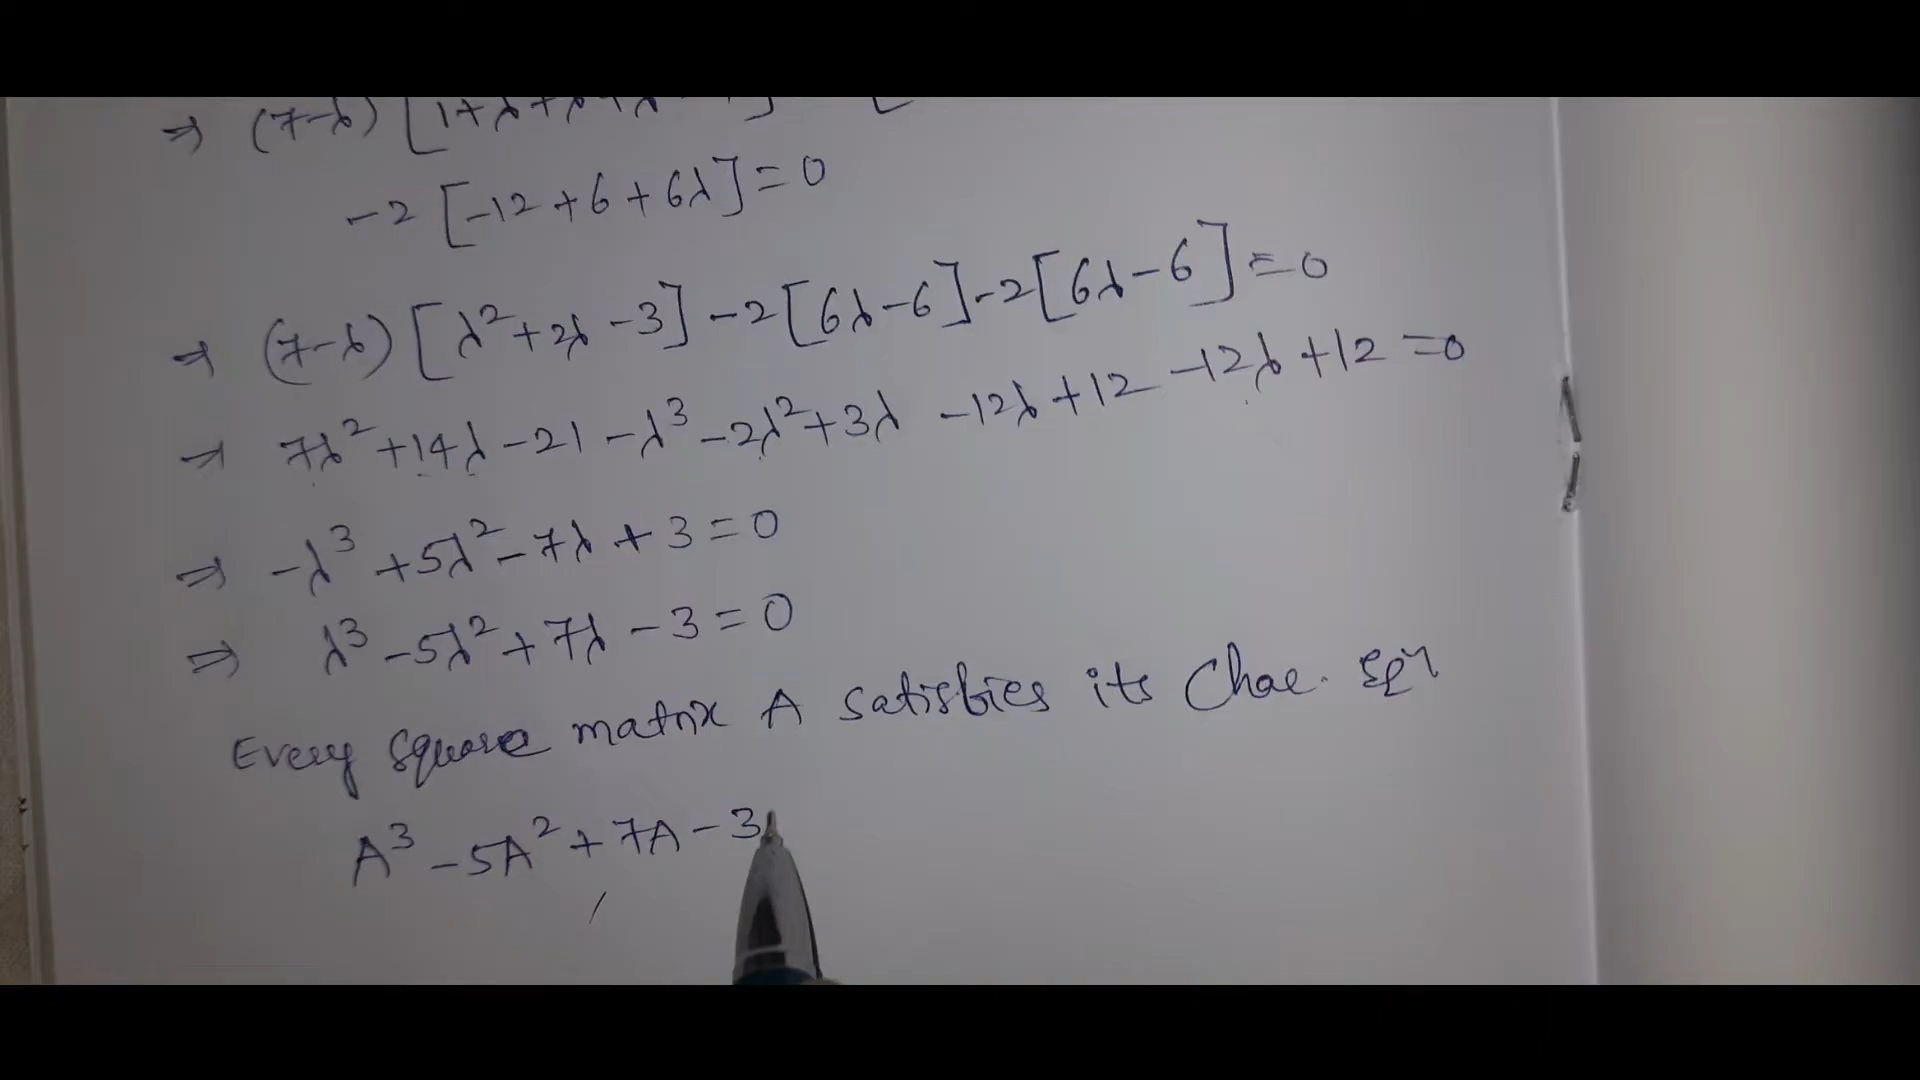 ⇒ (7-λ) [1+λ+λ+λ
-2 [-12+6+6λ] = 0
⇒ (7-λ) [λ²+2λ-3] -2[6λ-6] -2[6λ-6] = 0
⇒ 7λ²+14λ-21-λ³-2λ²+3λ -12λ+12 -12λ+12 = 0
⇒ -λ³ +5λ²-7λ+3 = 0
⇒ λ³-5λ²+7λ-3 = 0
Every square matrix A satisfies its Chae. Eqn
A³-5A²+7A-3